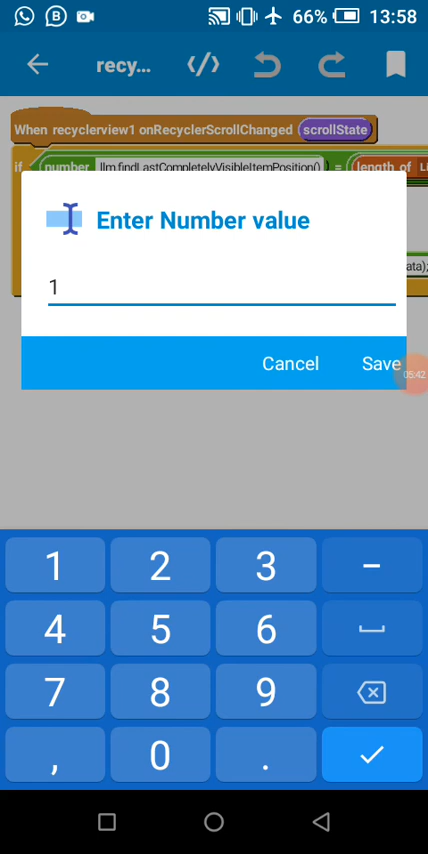 B
66%
13:58
recy...
</>
When recyclerview1 onRecyclerScrollChanged scrollState
if number llm.findLastCompletelyVisibleItemPosition() = length of Li
ata);
Enter Number value
1
Cancel Save
05:42
1 2 3 -
4 5 6
7 8 9
, 0 .